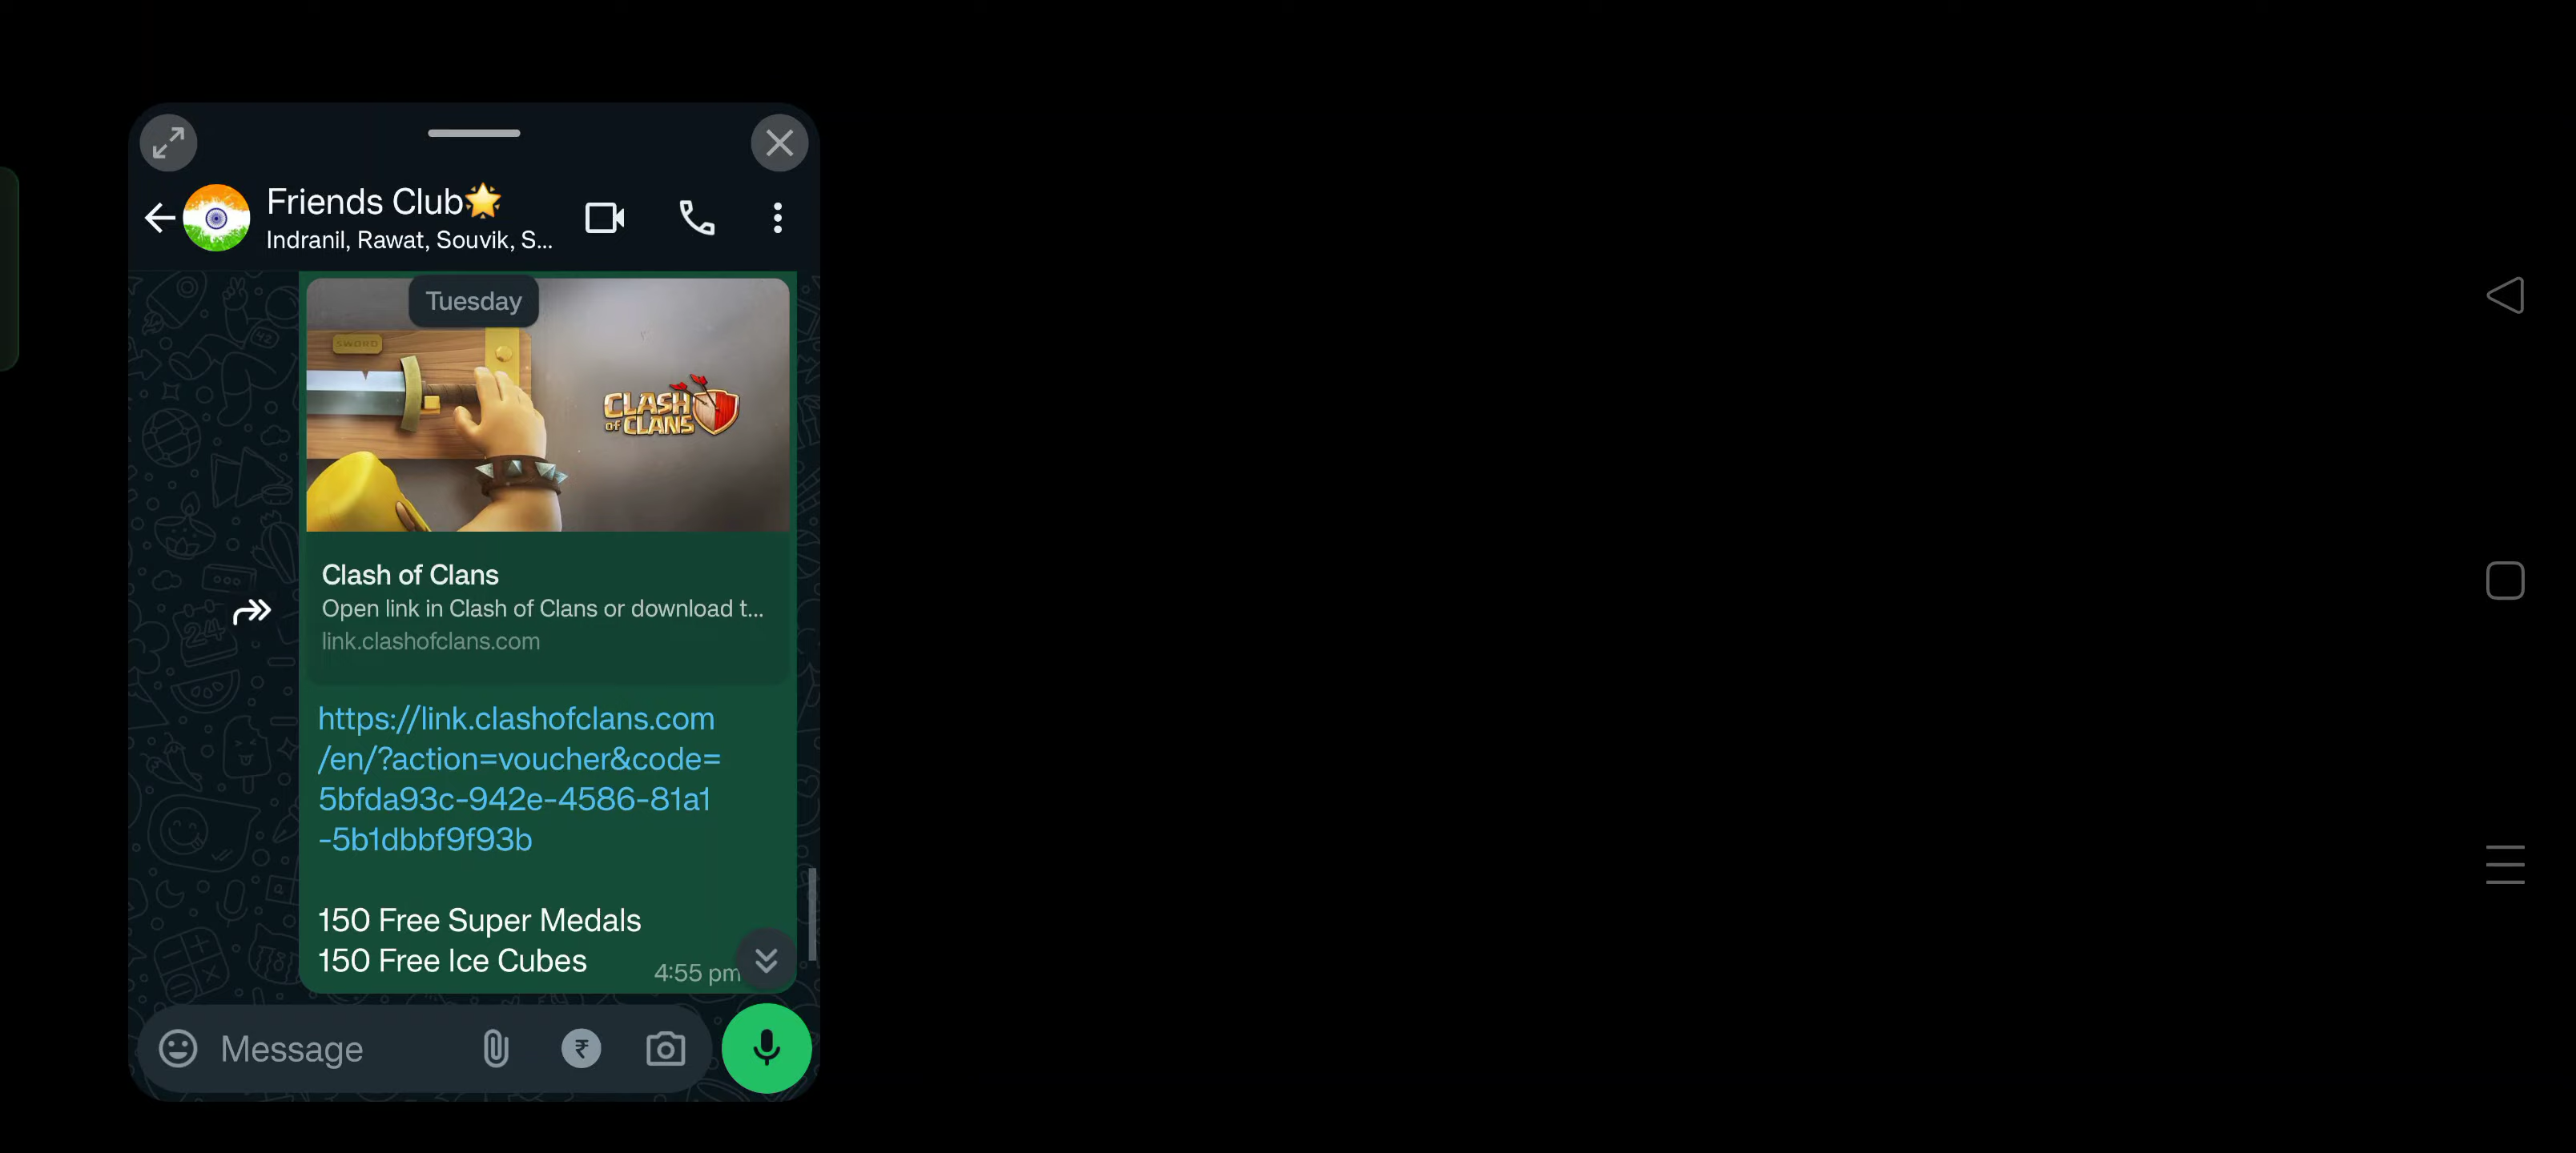 Friends Club🌟
Indranil, Rawat, Souvik, S...
Tuesday
SWORD
CLASH
of CLANS
Clash of Clans
Open link in Clash of Clans or download t...
link.clashofclans.com
https://link.clashofclans.com
/en/?action=voucher&code=
5bfda93c-942e-4586-81a1
-5b1dbbf9f93b
150 Free Super Medals
150 Free Ice Cubes
4:55 pm
Message
₹